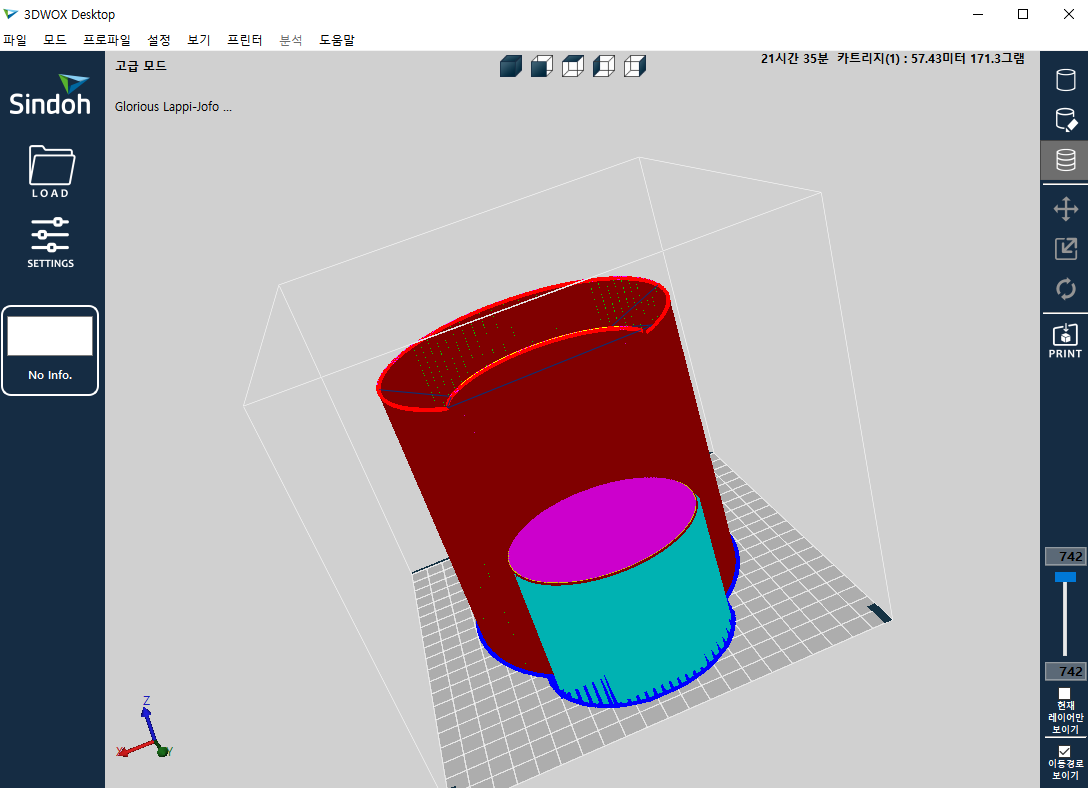 3DWOX Desktop
파일 모드 프로파일 설정 보기 프린터 분석 도움말
고급 모드
21시간 35분 카트리지(1) : 57.43미터 171.3그램
Glorious Lappi-Jofo ...
Sindoh
LOAD
SETTINGS
No Info.
PRINT
742
742
현재
레이어만
보이기
이동경로
보이기
Z
X
Y